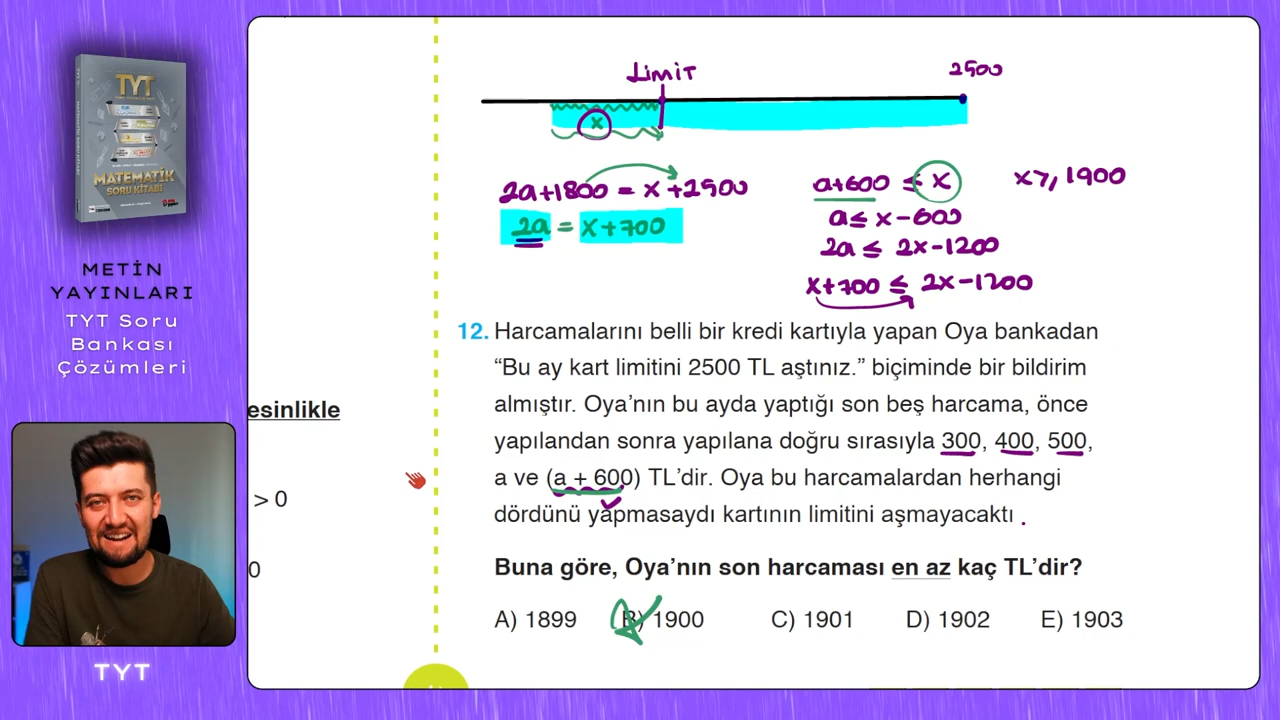 TYT
MATEMATİK
SORU KİTABI
METİN
YAYINLARI
TYT Soru
Bankası
Çözümleri
TYT
esinlikle
> 0
0
Limit
2500
x
2a+1800 = x+2500
2a = x+700
a+600 ≤ x
a≤ x-600
2a ≤ 2x-1200
x+700 ≤ 2x-1200
x≥ 1900
12. Harcamalarını belli bir kredi kartıyla yapan Oya bankadan
“Bu ay kart limitini 2500 TL aştınız.” biçiminde bir bildirim
almıştır. Oya’nın bu ayda yaptığı son beş harcama, önce
yapılandan sonra yapılana doğru sırasıyla 300, 400, 500,
a ve (a + 600) TL’dir. Oya bu harcamalardan herhangi
dördünü yapmasaydı kartının limitini aşmayacaktı .
Buna göre, Oya’nın son harcaması en az kaç TL’dir?
A) 1899 B) 1900 C) 1901 D) 1902 E) 1903